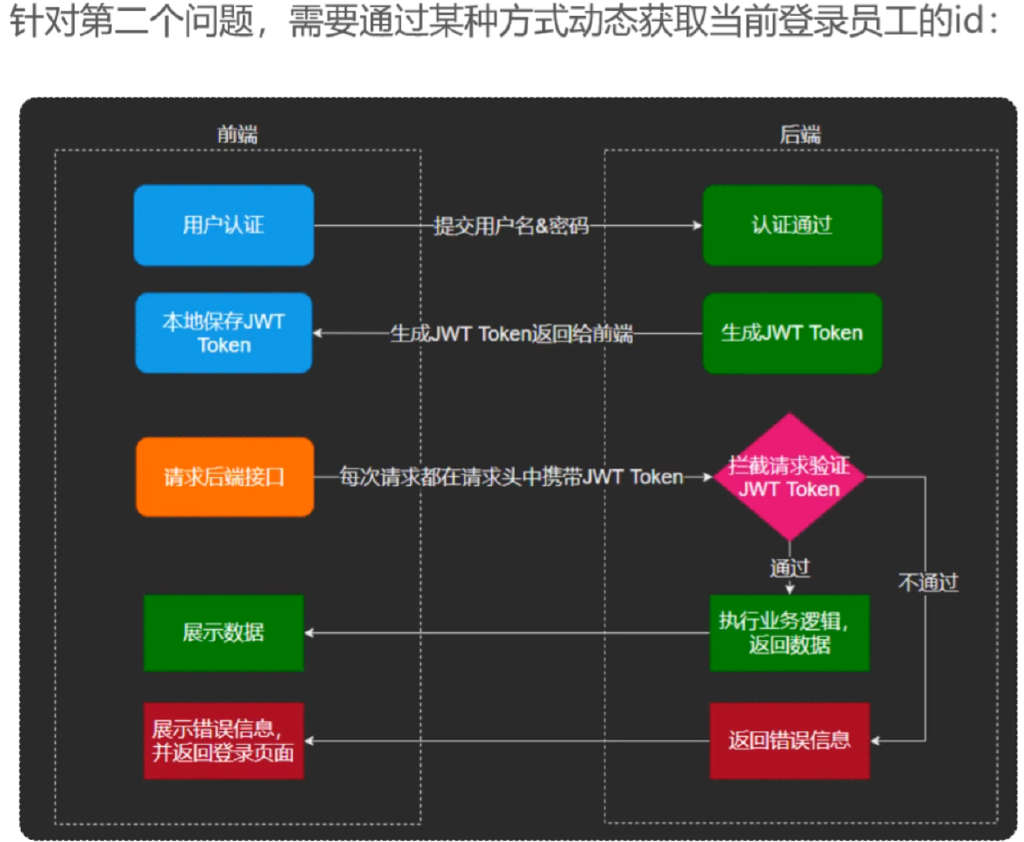 针对第二个问题，需要通过某种方式动态获取当前登录员工的id：
前端
后端
用户认证
提交用户名&密码
认证通过
本地保存JWT
Token
生成JWT Token返回给前端
生成JWT Token
请求后端接口
每次请求都在请求头中携带JWT Token
拦截请求验证
JWT Token
通过
不通过
展示数据
执行业务逻辑，
返回数据
展示错误信息，
并返回登录页面
返回错误信息